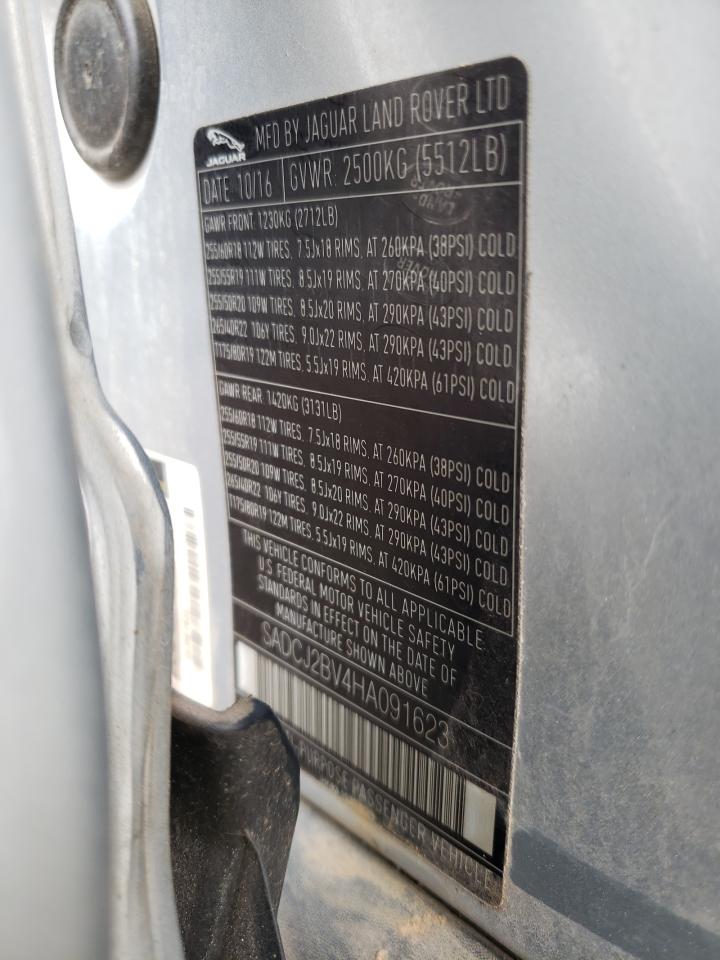 JAGUAR
MFD BY JAGUAR LAND ROVER LTD
DATE: 10/16 GVWR: 2500KG (5512LB)
GAWR FRONT: 1230KG (2712LB)
255/60R18 112W TIRES, 7.5Jx18 RIMS, AT 260KPA (38PSI) COLD
255/55R19 111W TIRES, 8.5Jx19 RIMS, AT 270KPA (40PSI) COLD
255/50R20 109W TIRES, 8.5Jx20 RIMS, AT 290KPA (43PSI) COLD
265/40R22 106Y TIRES, 9.0Jx22 RIMS, AT 290KPA (43PSI) COLD
T175/80R19 122M TIRES, 5.5Jx19 RIMS, AT 420KPA (61PSI) COLD
GAWR REAR: 1420KG (3131LB)
255/60R18 112W TIRES, 7.5Jx18 RIMS, AT 260KPA (38PSI) COLD
255/55R19 111W TIRES, 8.5Jx19 RIMS, AT 270KPA (40PSI) COLD
255/50R20 109W TIRES, 8.5Jx20 RIMS, AT 290KPA (43PSI) COLD
265/40R22 106Y TIRES, 9.0Jx22 RIMS, AT 290KPA (43PSI) COLD
T175/80R19 122M TIRES, 5.5Jx19 RIMS, AT 420KPA (61PSI) COLD
THIS VEHICLE CONFORMS TO ALL APPLICABLE
U.S. FEDERAL MOTOR VEHICLE SAFETY
STANDARDS IN EFFECT ON THE DATE OF
MANUFACTURE SHOWN ABOVE
SADCJ2BV4HA091623
PURPOSE PASSENGER VEHICLE